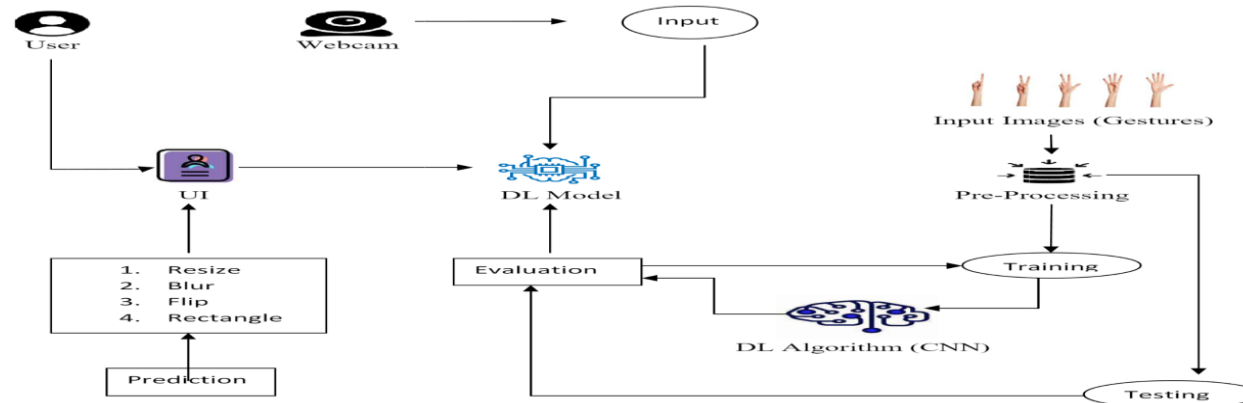 User
Webcam
Input
Input Images (Gestures)
UI
DL Model
Pre-Processing
1. Resize
2. Blur
3. Flip
4. Rectangle
Evaluation
Training
DL Algorithm (CNN)
Prediction
Testing